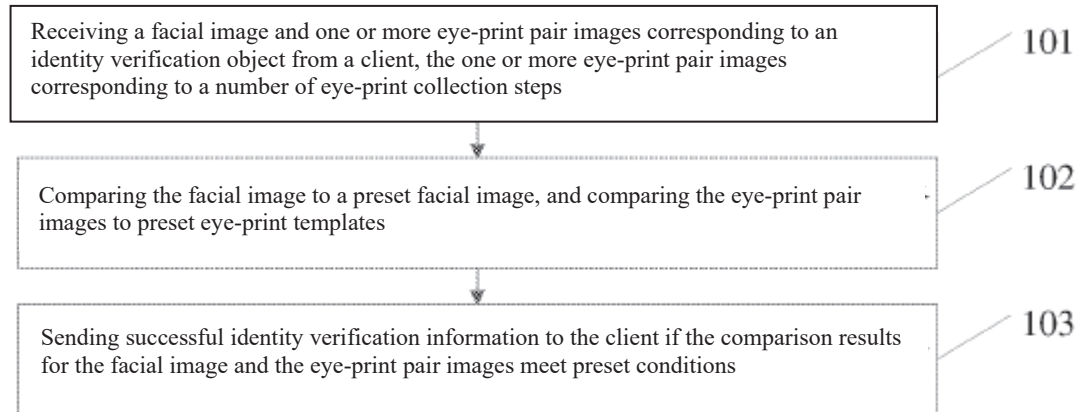 Receiving a facial image and one or more eye-print pair images corresponding to an
identity verification object from a client, the one or more eye-print pair images
corresponding to a number of eye-print collection steps
101
Comparing the facial image to a preset facial image, and comparing the eye-print pair
images to preset eye-print templates
102
Sending successful identity verification information to the client if the comparison results
for the facial image and the eye-print pair images meet preset conditions
103